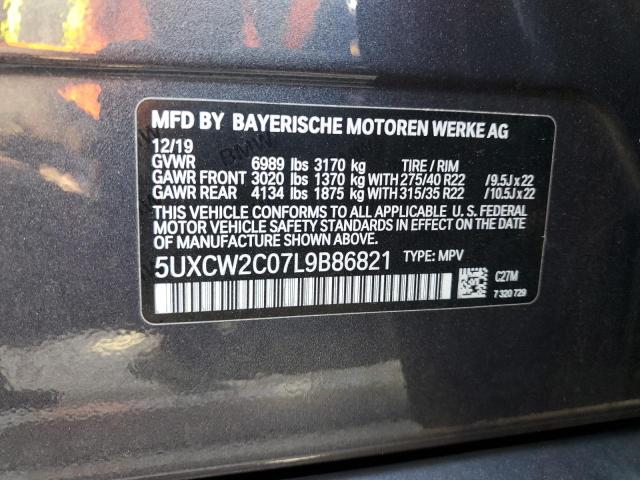 MFD BY BAYERISCHE MOTOREN WERKE AG
12/19
GVWR 6989 lbs 3170 kg TIRE / RIM
GAWR FRONT 3020 lbs 1370 kg WITH 275/40 R22 /9.5J x 22
GAWR REAR 4134 lbs 1875 kg WITH 315/35 R22 /10.5J x 22
THIS VEHICLE CONFORMS TO ALL APPLICABLE U. S. FEDERAL
MOTOR VEHICLE SAFETY STANDARDS IN EFFECT ON THE DATE
OF MANUFACTURE SHOWN ABOVE.
5UXCW2C07L9B86821 TYPE: MPV
C27M
7 320 729